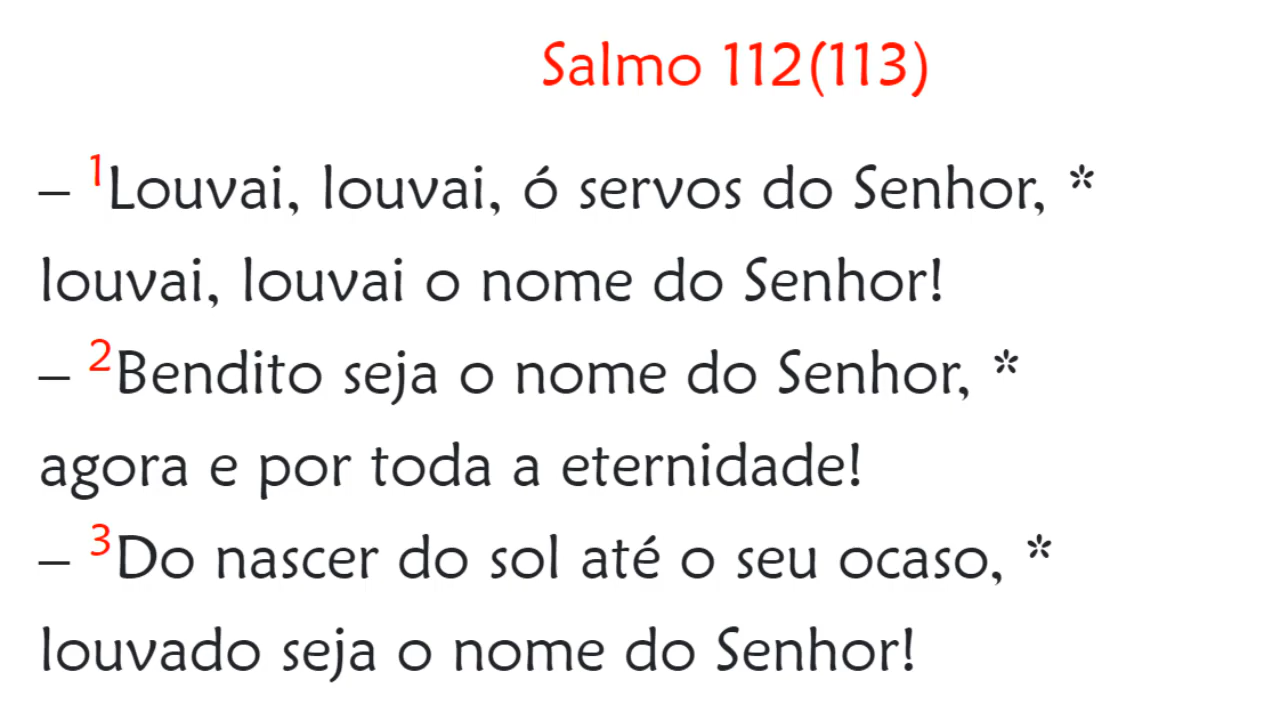 Salmo 112(113)
– ¹Louvai, louvai, ó servos do Senhor, *
louvai, louvai o nome do Senhor!
– ²Bendito seja o nome do Senhor, *
agora e por toda a eternidade!
– ³Do nascer do sol até o seu ocaso, *
louvado seja o nome do Senhor!